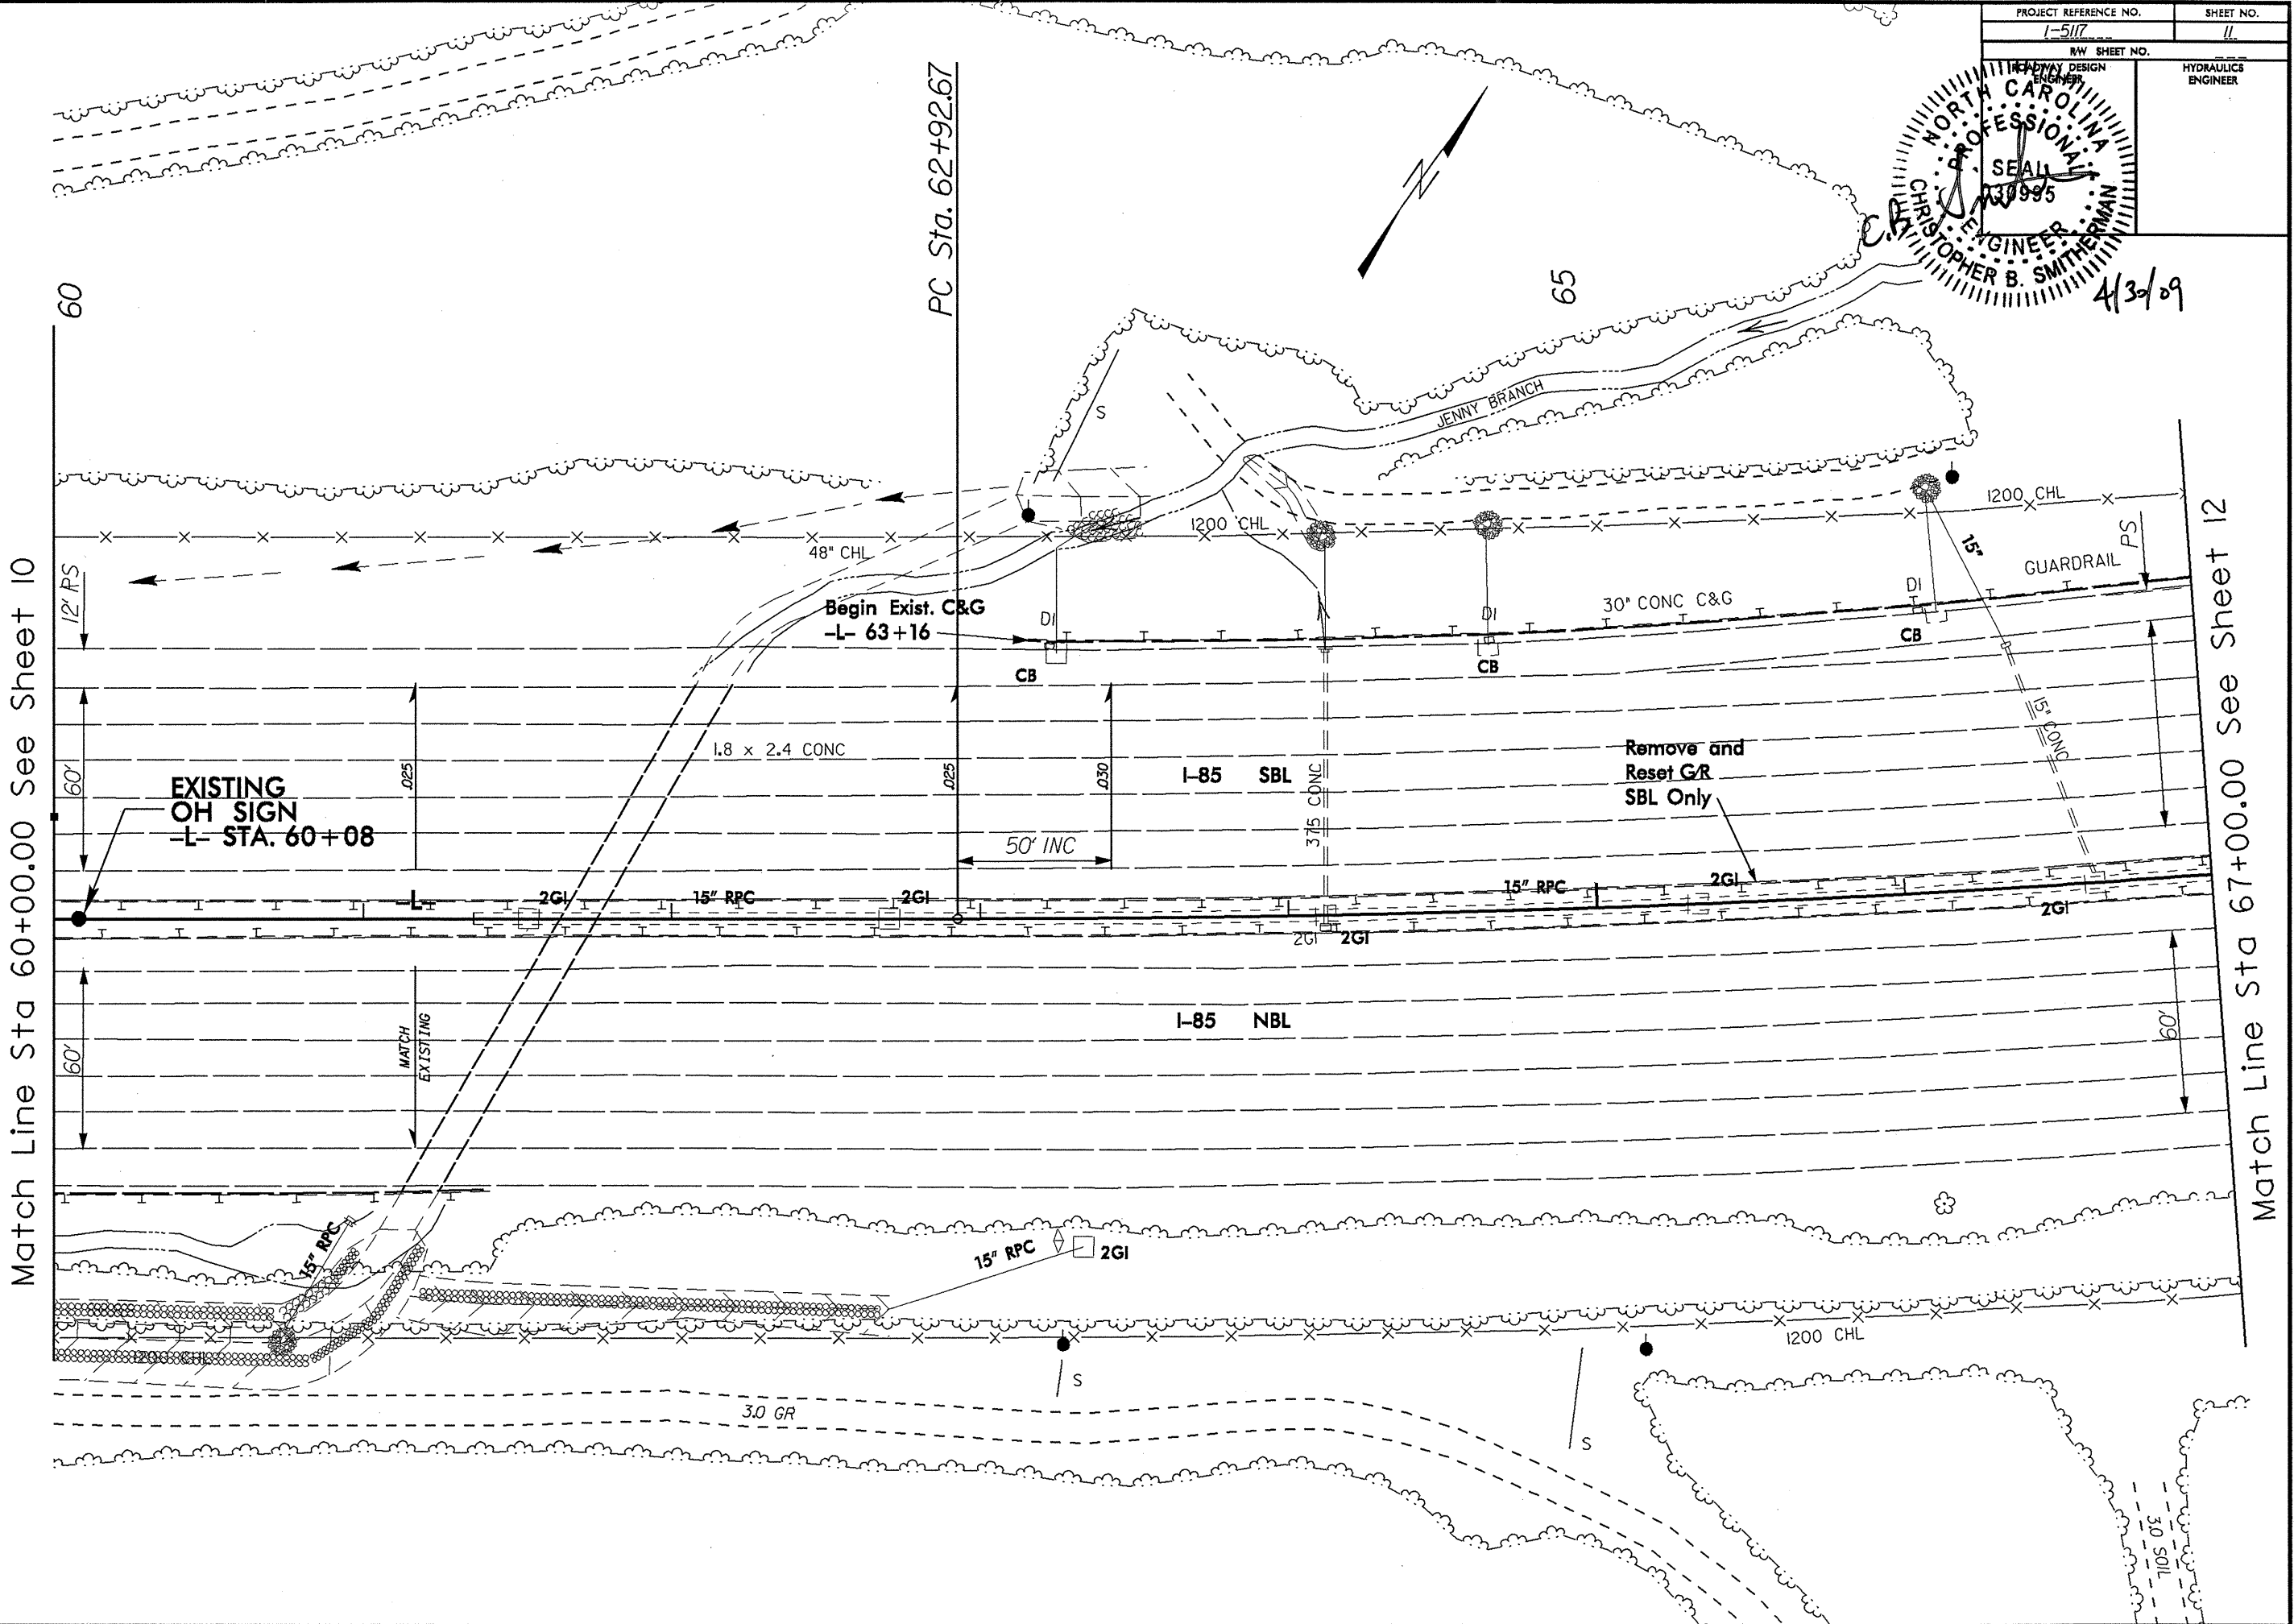 PROJECT REFERENCE NO.
SHEET NO.
I-5117
11
R/W SHEET NO.
ROADWAY DESIGN
ENGINEER
HYDRAULICS
ENGINEER
NORTH CAROLINA
PROFESSIONAL
SEAL
030995
ENGINEER
CHRISTOPHER B. SMITHERMAN
4/30/09
60
PC Sta. 62+92.67
N
65
S
JENNY BRANCH
1200 CHL
1200 CHL
48" CHL
15"
PS
GUARDRAIL
12' PS
Begin Exist. C&G
-L- 63+16
DI
DI
DI
30" CONC C&G
CB
CB
CB
Match Line Sta 60+00.00 See Sheet 10
Match Line Sta 67+00.00 See Sheet 12
60'
.025
1.8 x 2.4 CONC
.025
.030
I-85 SBL
375 CONC
Remove and
Reset G/R
SBL Only
15" CONC
EXISTING
OH SIGN
-L- STA. 60+08
50' INC
-L-
2GI
15" RPC
2GI
15" RPC
2GI
2GI
2GI
2GI
60'
MATCH
EXISTING
I-85 NBL
60'
15" RPC
15" RPC
2GI
1200 CHL
1200 CHL
S
S
3.0 GR
3.0 SOIL